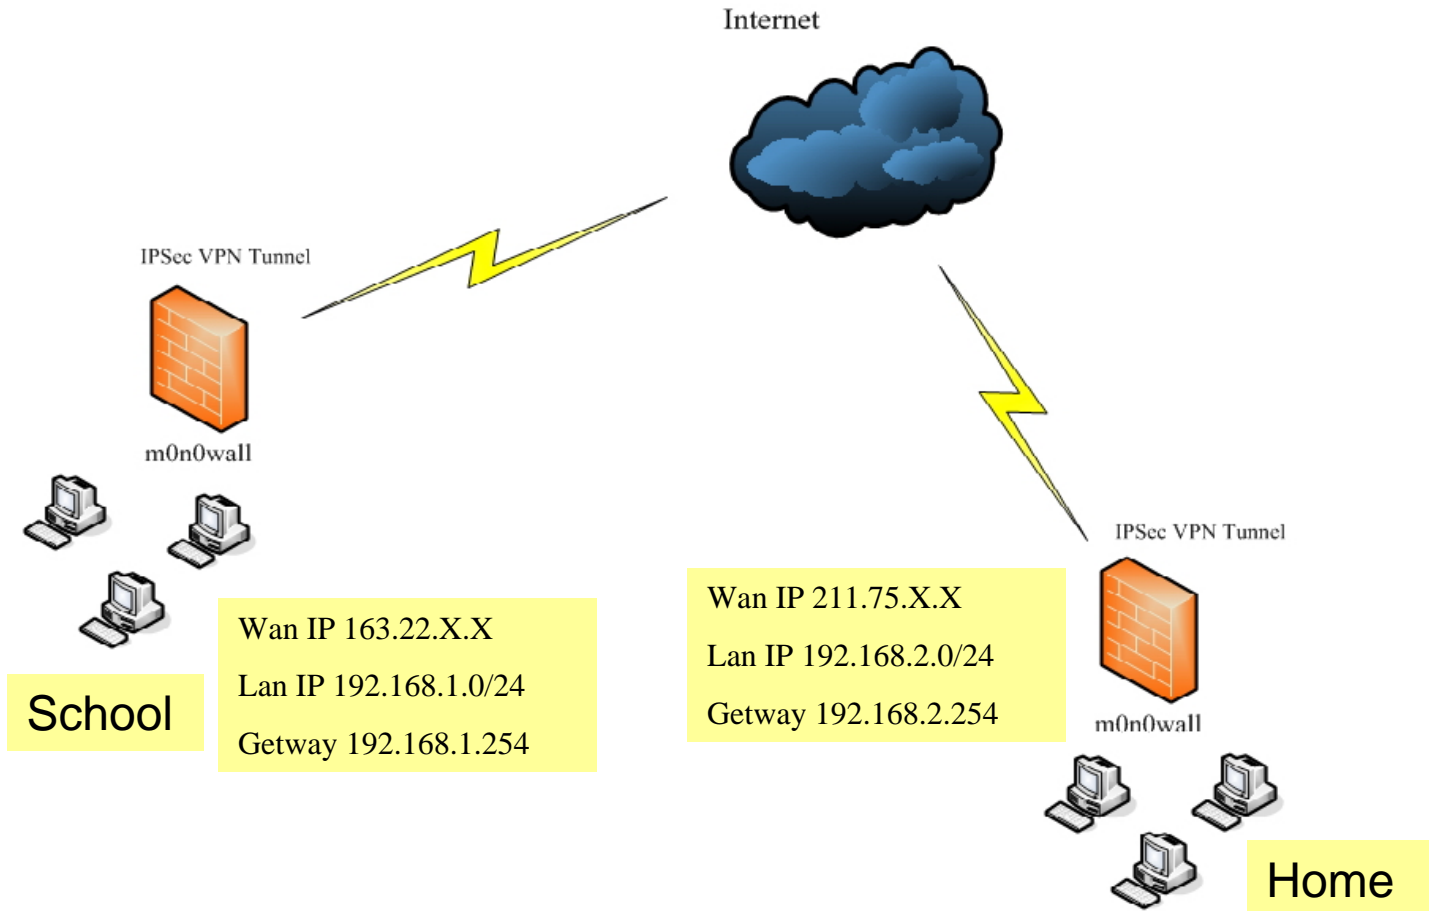 Internet
IPSec VPN Tunnel
m0n0wall
Wan IP 163.22.X.X
Lan IP 192.168.1.0/24
Getway 192.168.1.254
School
IPSec VPN Tunnel
Wan IP 211.75.X.X
Lan IP 192.168.2.0/24
Getway 192.168.2.254
m0n0wall
Home